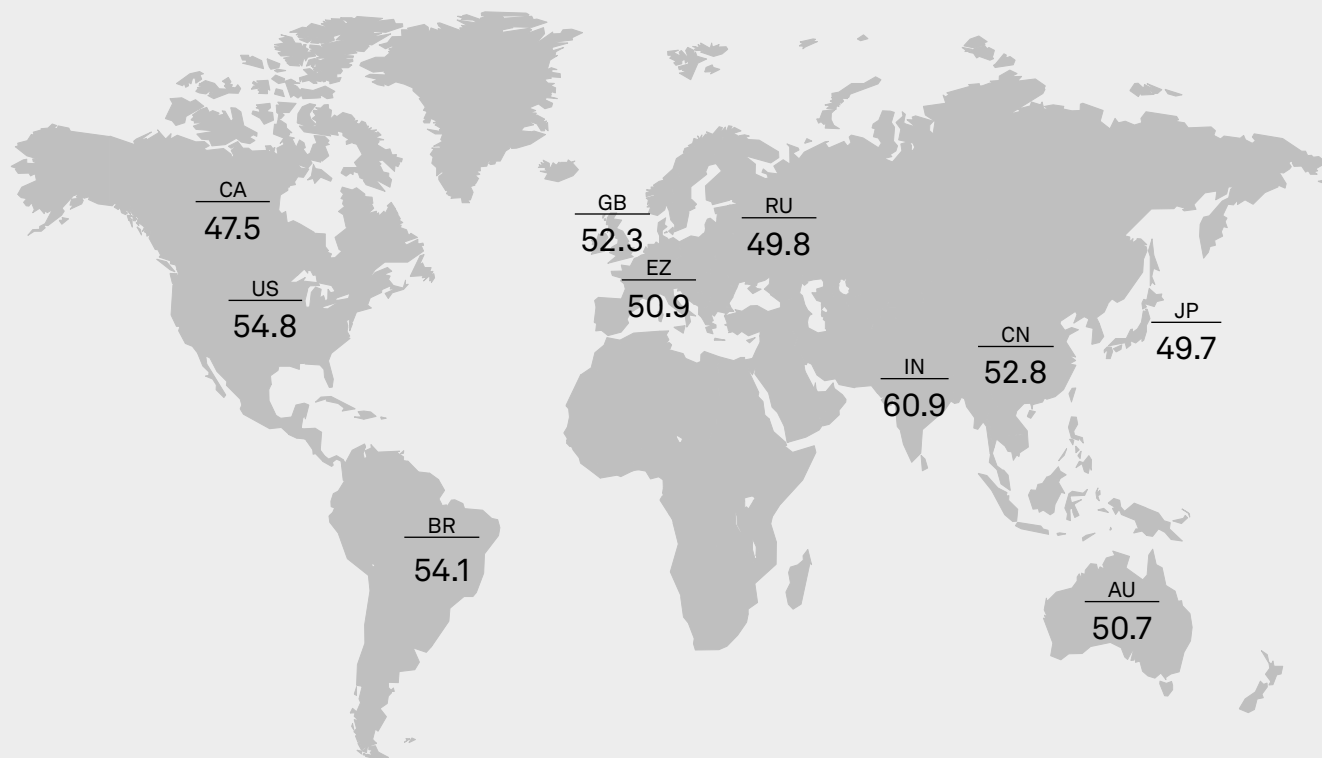 CA
47.5
US
54.8
BR
54.1
GB
52.3
EZ
50.9
RU
49.8
IN
60.9
CN
52.8
JP
49.7
AU
50.7